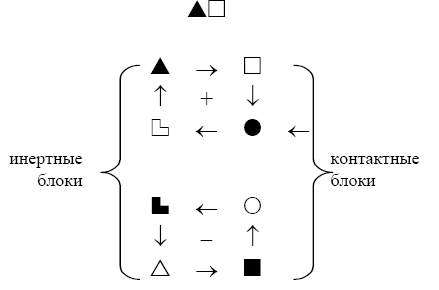 ▲□
▲ → □
↑ + ↓
← ● ←
инертные блоки
контактные блоки
← ○
↓ – ↑
△ → ■